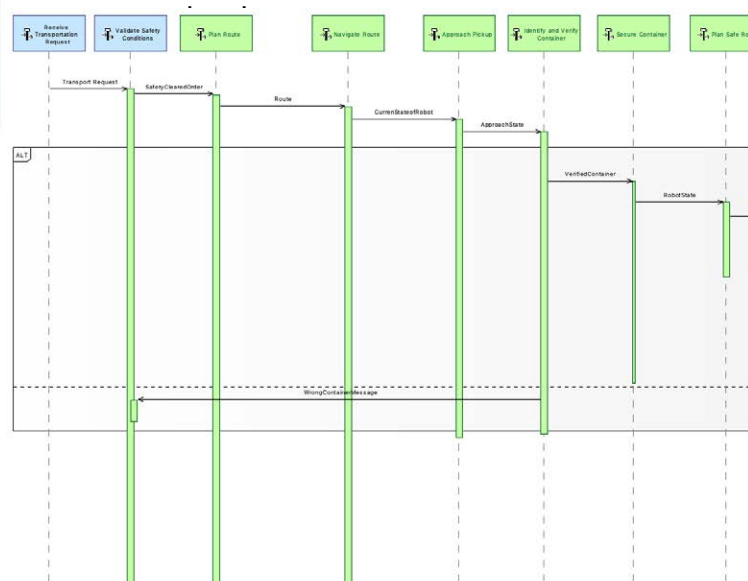 Receive
Transportation
Request
Validate Safety
Conditions
Plan Route
Navigate Route
Approach Pickup
Identify and Verify
Container
Secure Container
Plan Safe Ro
Transport Request
SafetyClearedOrder
Route
CurrenStateofRobot
ApproachState
ALT
VerifiedContainer
RobotState
WrongContainerMessage